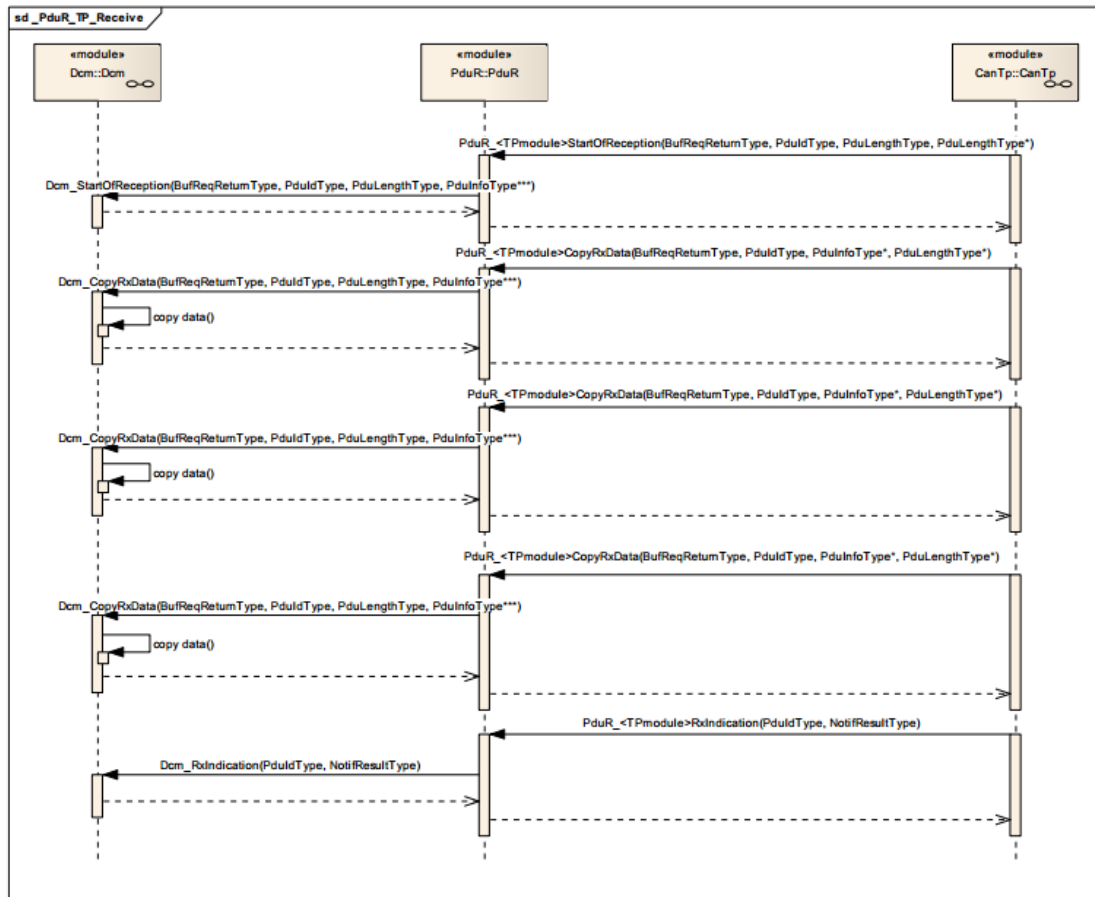 sd _PduR_TP_Receive
«module»
Dcm::Dcm
«module»
PduR::PduR
«module»
CanTp::CanTp
PduR_<TPmodule>StartOfReception(BufReqReturnType, PduIdType, PduLengthType, PduLengthType*)
Dcm_StartOfReception(BufReqReturnType, PduIdType, PduLengthType, PduInfoType***)
PduR_<TPmodule>CopyRxData(BufReqReturnType, PduIdType, PduInfoType*, PduLengthType*)
Dcm_CopyRxData(BufReqReturnType, PduIdType, PduLengthType, PduInfoType***)
copy data()
PduR_<TPmodule>CopyRxData(BufReqReturnType, PduIdType, PduInfoType*, PduLengthType*)
Dcm_CopyRxData(BufReqReturnType, PduIdType, PduLengthType, PduInfoType***)
copy data()
PduR_<TPmodule>CopyRxData(BufReqReturnType, PduIdType, PduInfoType*, PduLengthType*)
Dcm_CopyRxData(BufReqReturnType, PduIdType, PduLengthType, PduInfoType***)
copy data()
PduR_<TPmodule>RxIndication(PduIdType, NotifResultType)
Dcm_RxIndication(PduIdType, NotifResultType)